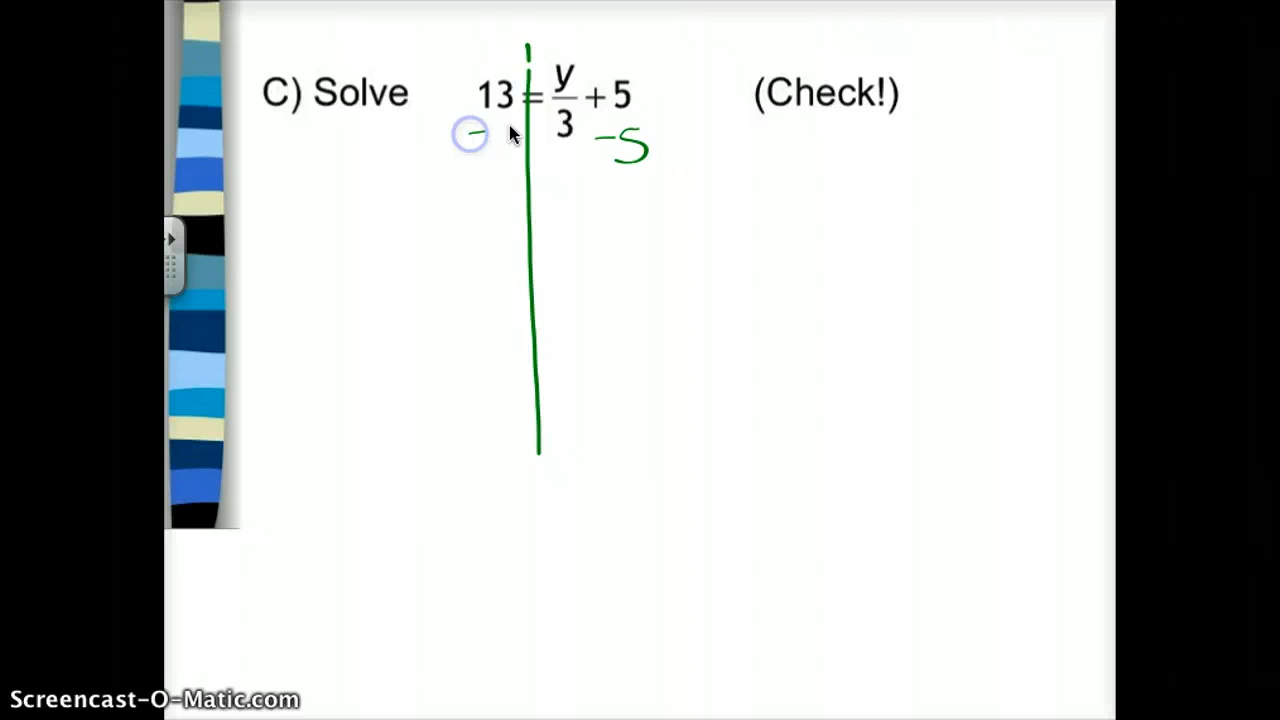 C) Solve 13 = y/3 + 5 (Check!)
- -5
Screencast-O-Matic.com